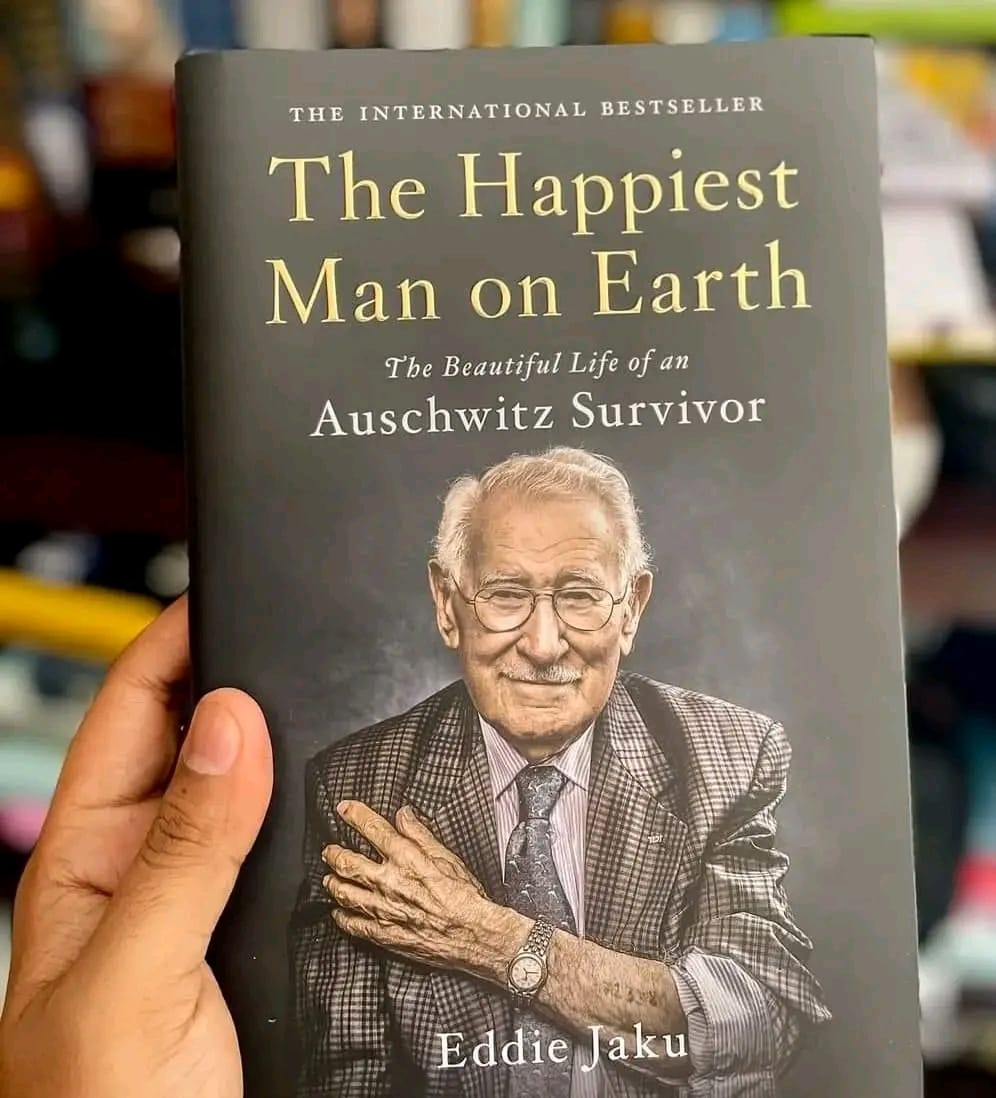 THE INTERNATIONAL BESTSELLER
The Happiest
Man on Earth
The Beautiful Life of an
Auschwitz Survivor
Eddie Jaku